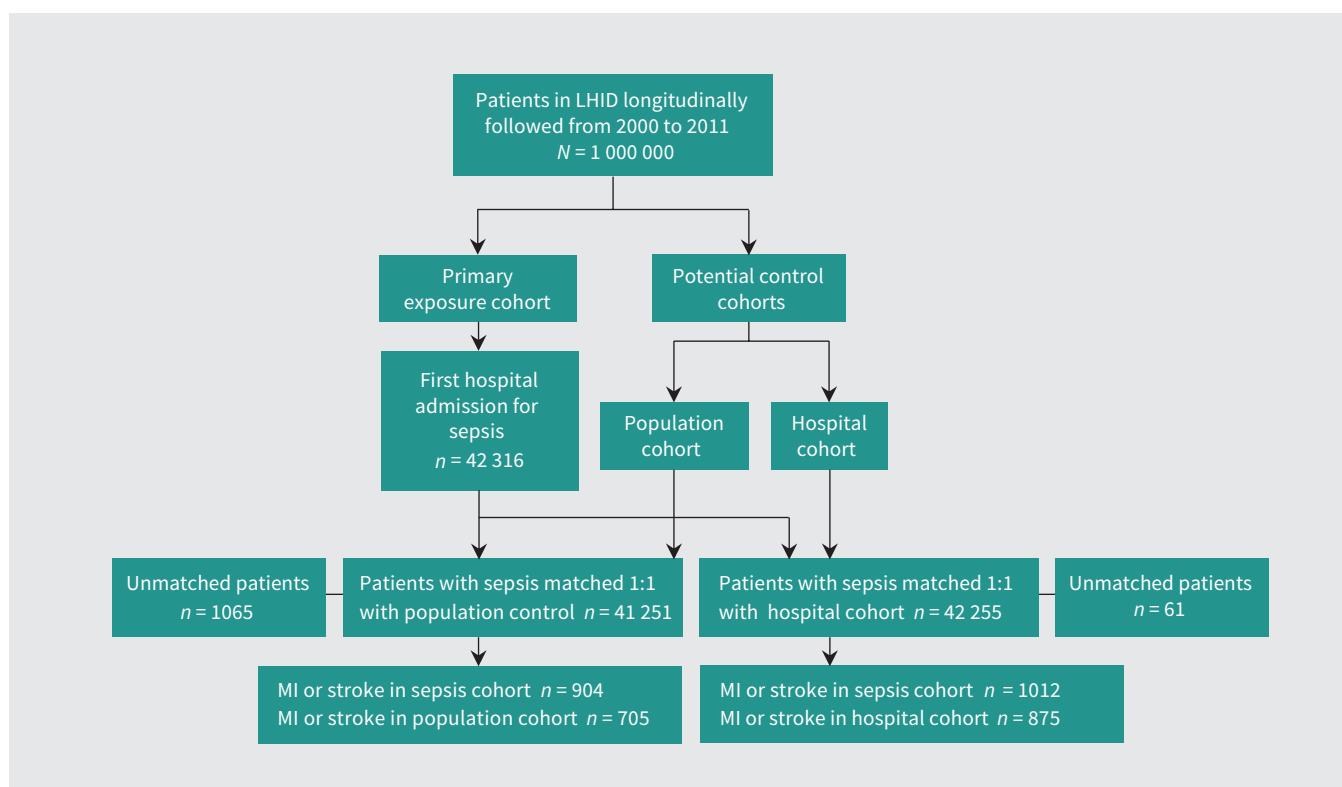 Patients in LHID longitudinally
followed from 2000 to 2011
N = 1 000 000
Primary
exposure cohort
Potential control
cohorts
First hospital
admission for
sepsis
n = 42 316
Population
cohort
Hospital
cohort
Unmatched patients
n = 1065
Patients with sepsis matched 1:1
with population control n = 41 251
Patients with sepsis matched 1:1
with hospital cohort n = 42 255
Unmatched patients
n = 61
MI or stroke in sepsis cohort n = 904
MI or stroke in population cohort n = 705
MI or stroke in sepsis cohort n = 1012
MI or stroke in hospital cohort n = 875